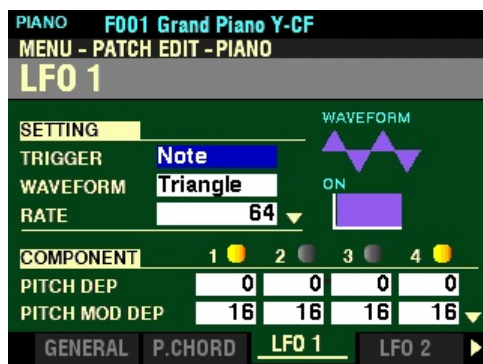 PIANO F001 Grand Piano Y-CF
MENU - PATCH EDIT - PIANO
LFO 1
WAVEFORM
SETTING
TRIGGER Note
WAVEFORM Triangle
ON
RATE 64
COMPONENT 1 2 3 4
PITCH DEP 0 0 0 0
PITCH MOD DEP 16 16 16 16
GENERAL P.CHORD LFO 1 LFO 2